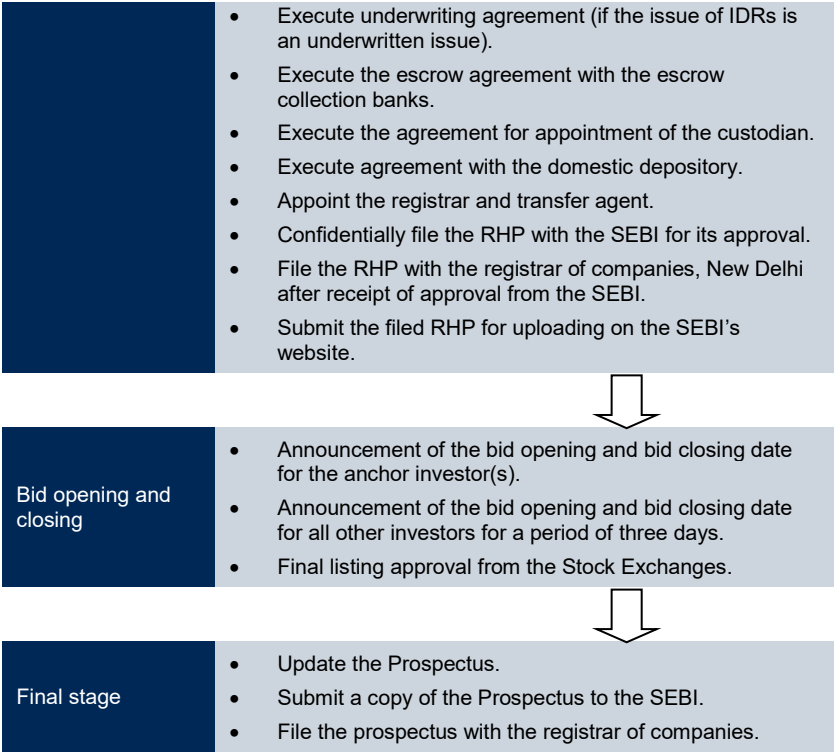 • Execute underwriting agreement (if the issue of IDRs is
an underwritten issue).
• Execute the escrow agreement with the escrow
collection banks.
• Execute the agreement for appointment of the custodian.
• Execute agreement with the domestic depository.
• Appoint the registrar and transfer agent.
• Confidentially file the RHP with the SEBI for its approval.
• File the RHP with the registrar of companies, New Delhi
after receipt of approval from the SEBI.
• Submit the filed RHP for uploading on the SEBI’s
website.
Bid opening and
closing
• Announcement of the bid opening and bid closing date
for the anchor investor(s).
• Announcement of the bid opening and bid closing date
for all other investors for a period of three days.
• Final listing approval from the Stock Exchanges.
Final stage
• Update the Prospectus.
• Submit a copy of the Prospectus to the SEBI.
• File the prospectus with the registrar of companies.